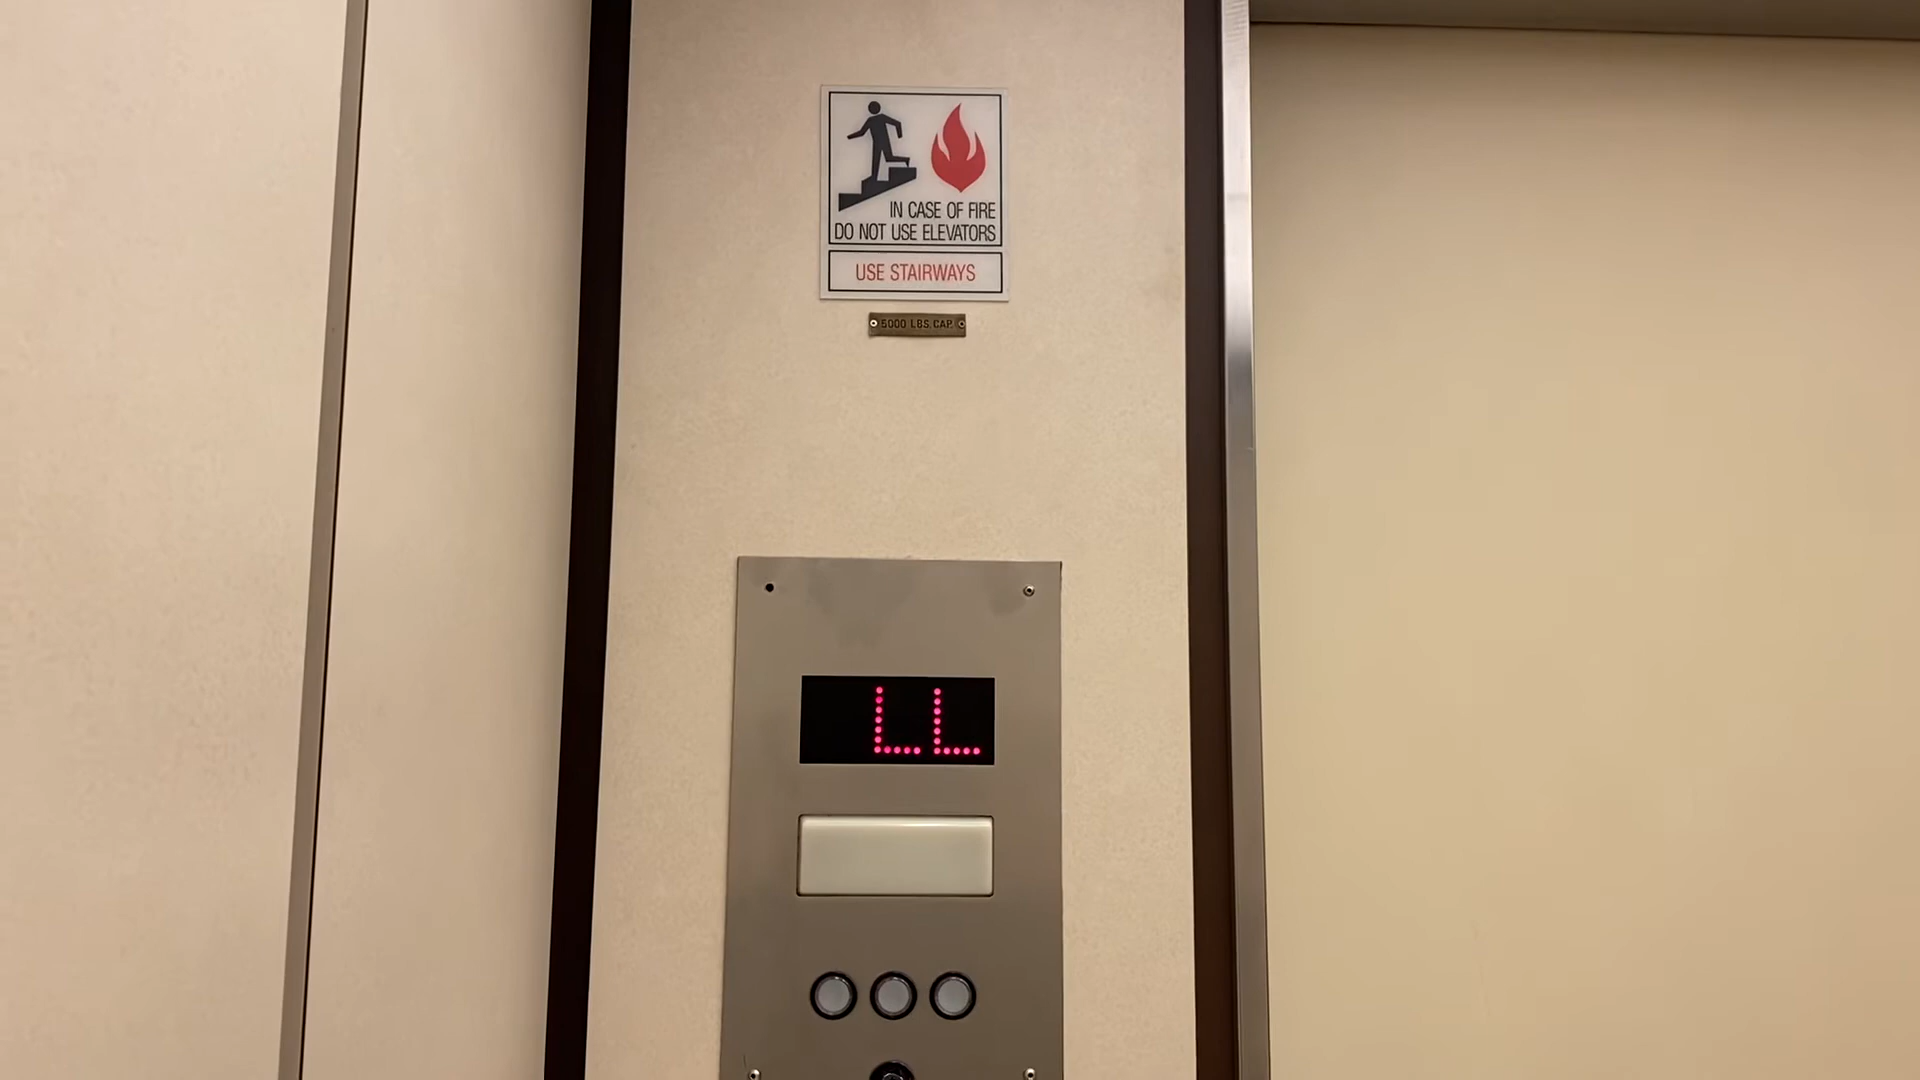 IN CASE OF FIRE
DO NOT USE ELEVATORS
USE STAIRWAYS
5000 LBS. CAP.
LL